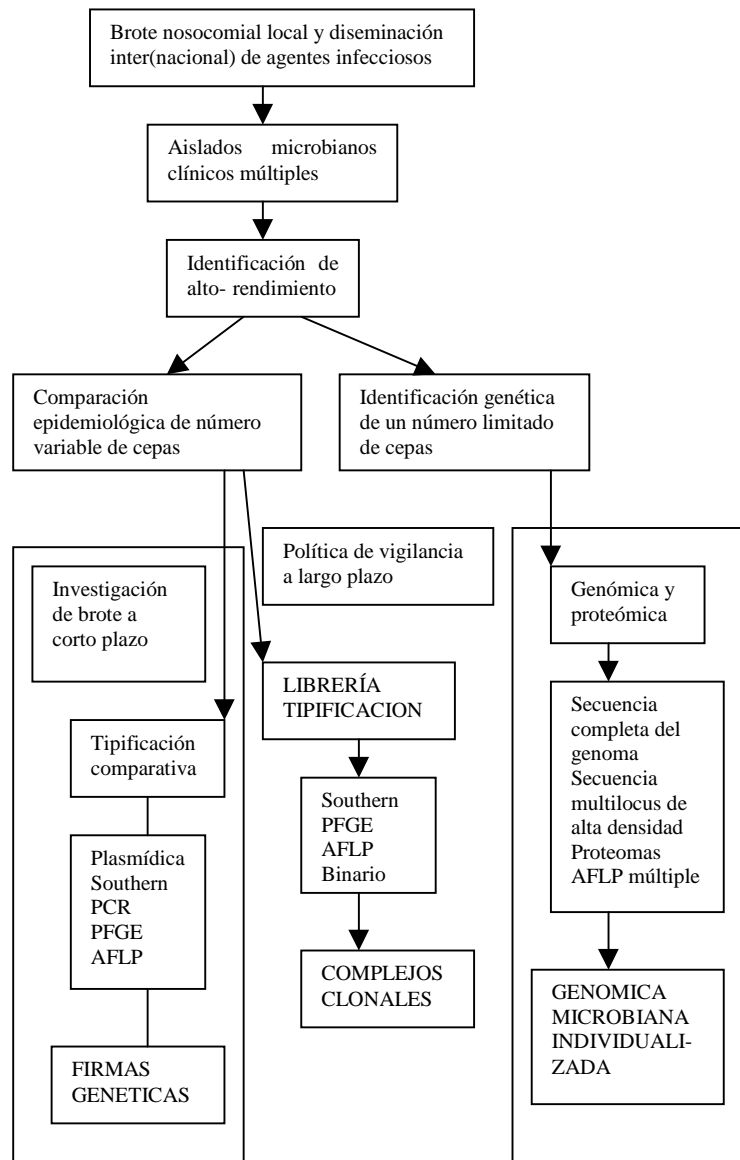 Brote nosocomial local y diseminación
inter(nacional) de agentes infecciosos
Aislados microbianos
clínicos múltiples
Identificación de
alto- rendimiento
Comparación
epidemiológica de número
variable de cepas
Identificación genética
de un número limitado
de cepas
Investigación
de brote a
corto plazo
Tipificación
comparativa
Plasmídica
Southern
PCR
PFGE
AFLP
FIRMAS
GENETICAS
Política de vigilancia
a largo plazo
LIBRERÍA
TIPIFICACION
Southern
PFGE
AFLP
Binario
COMPLEJOS
CLONALES
Genómica y
proteómica
Secuencia
completa del
genoma
Secuencia
multilocus de
alta densidad
Proteomas
AFLP múltiple
GENOMICA
MICROBIANA
INDIVIDUALI-
ZADA